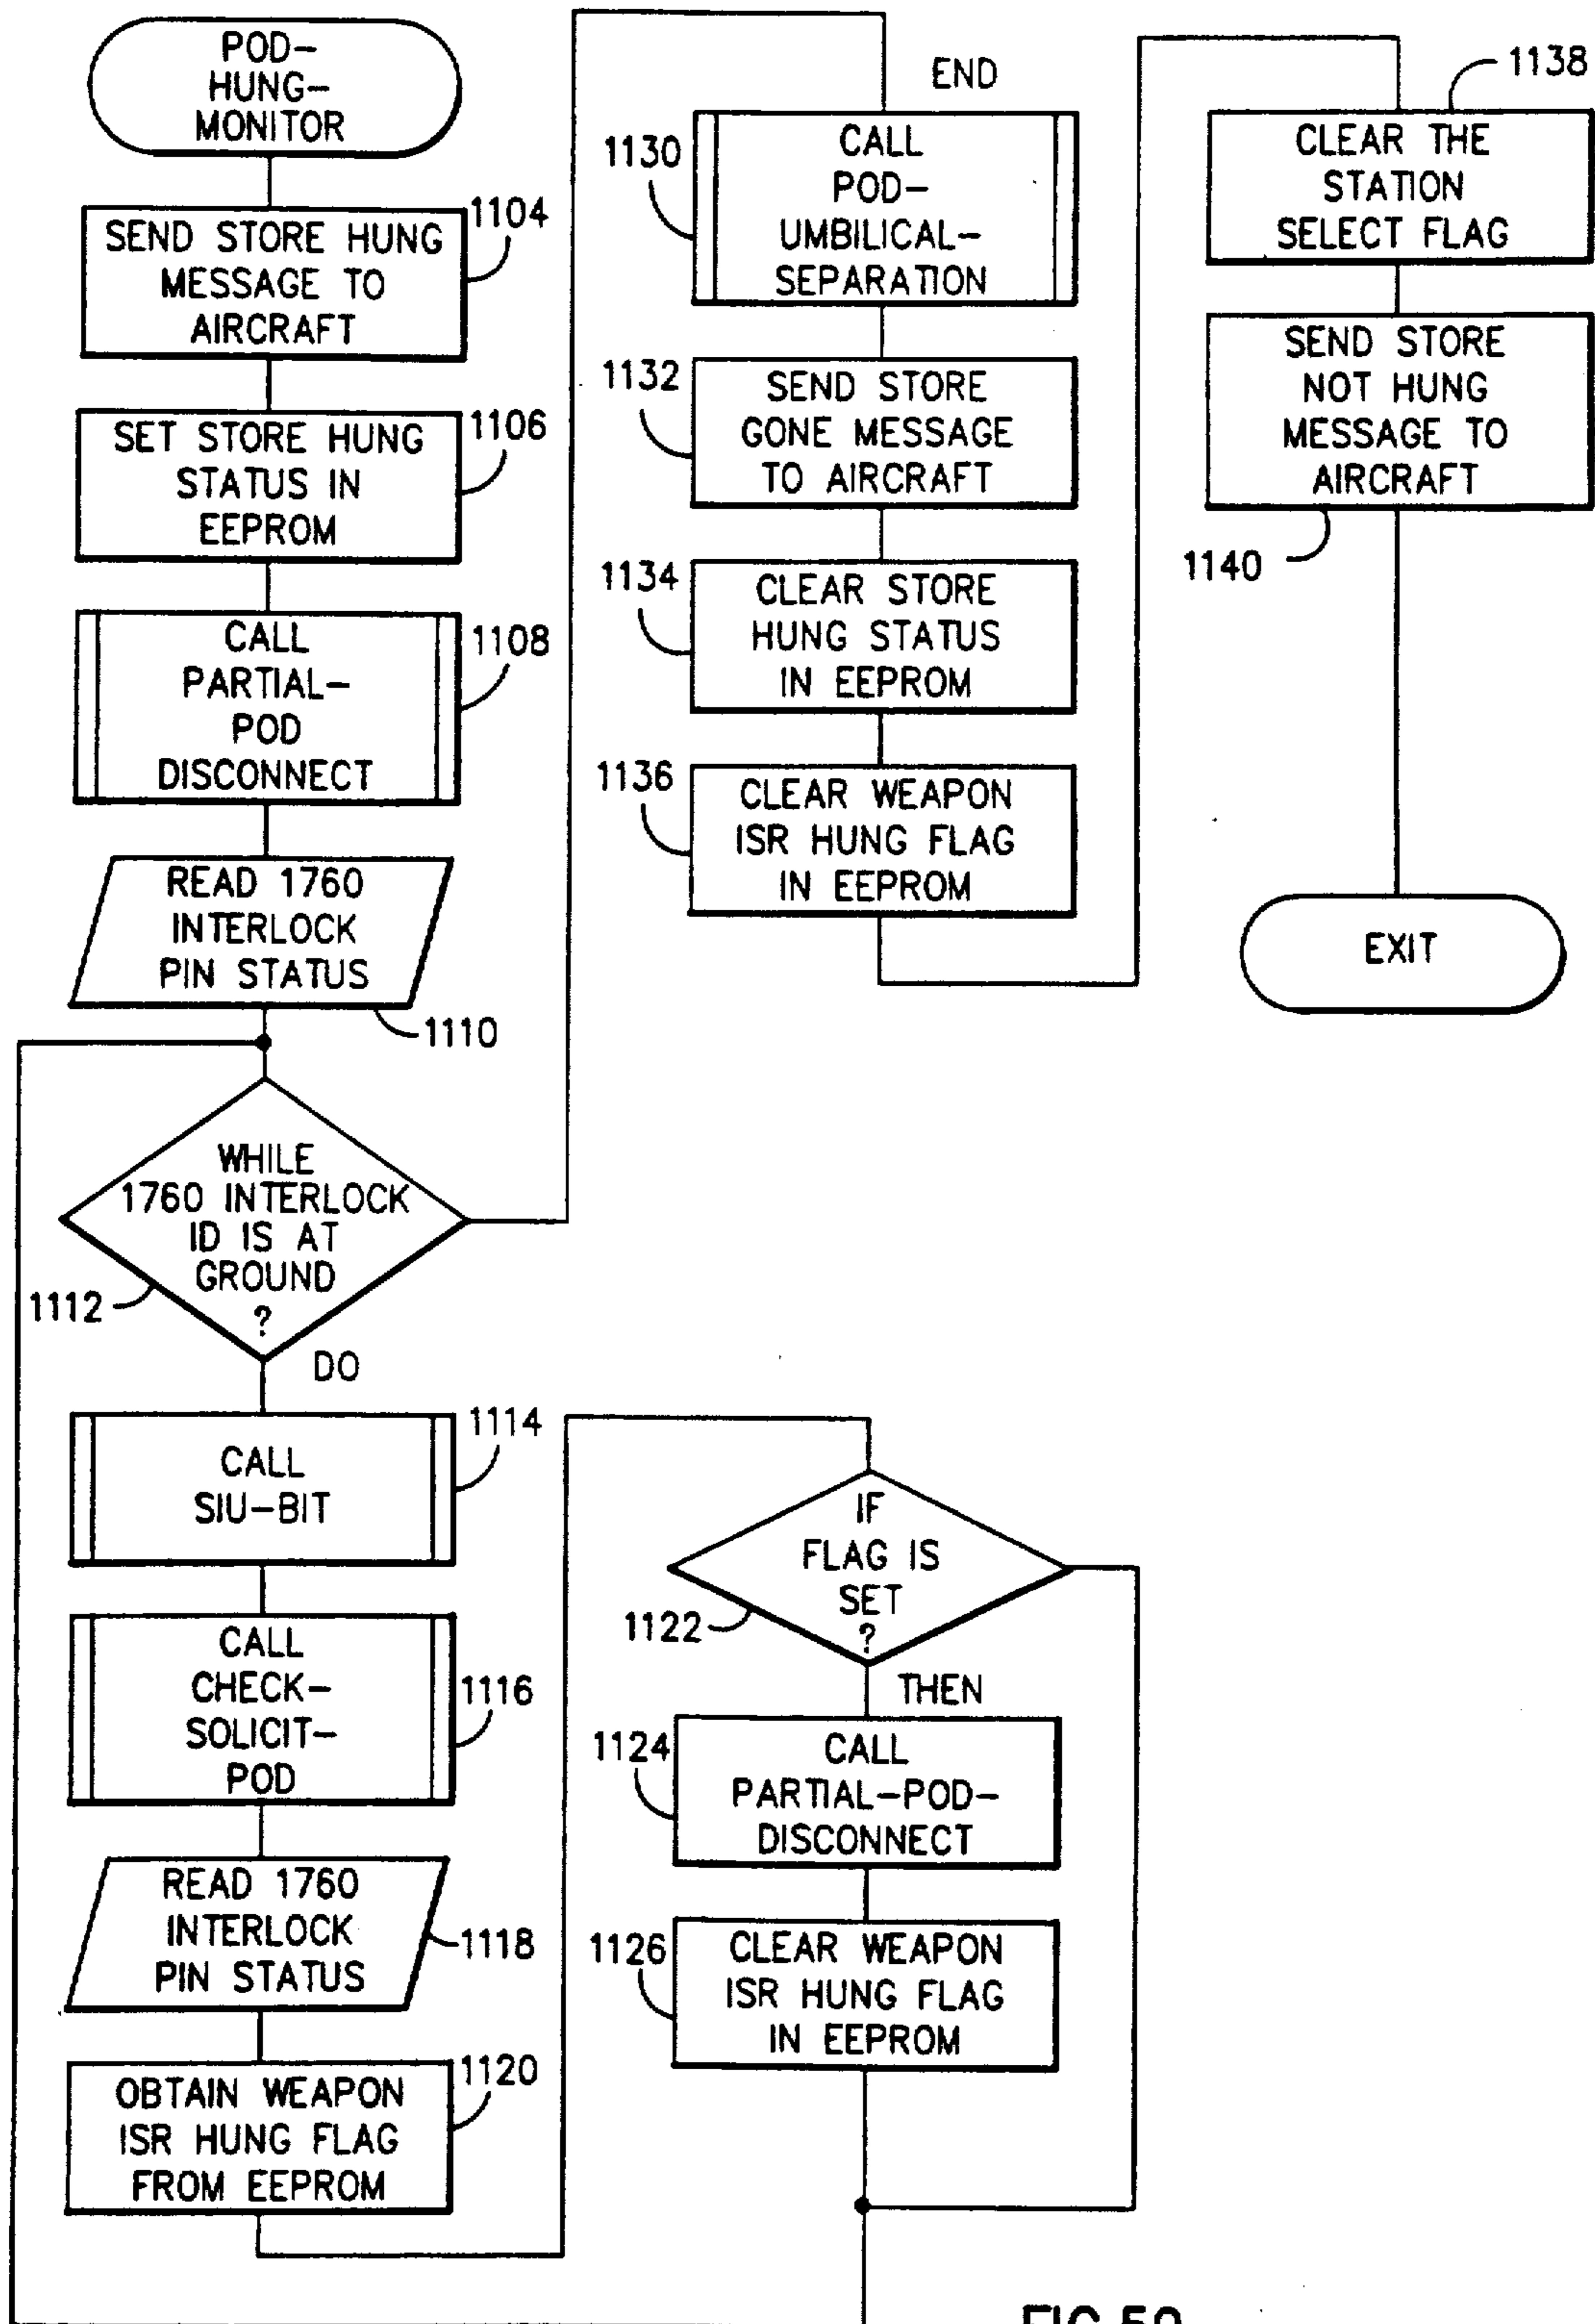 POD-
HUNG-
MONITOR
1104
SEND STORE HUNG
MESSAGE TO
AIRCRAFT
1106
SET STORE HUNG
STATUS IN
EEPROM
1108
CALL
PARTIAL-
POD
DISCONNECT
READ 1760
INTERLOCK
PIN STATUS
1110
WHILE
1760 INTERLOCK
ID IS AT
GROUND
?
1112
DO
1114
CALL
SIU-BIT
CALL
CHECK-
SOLICIT-
POD
1116
READ 1760
INTERLOCK
PIN STATUS
1118
1120
OBTAIN WEAPON
ISR HUNG FLAG
FROM EEPROM
IF
FLAG IS
SET
?
1122
THEN
1124
CALL
PARTIAL-POD-
DISCONNECT
1126
CLEAR WEAPON
ISR HUNG FLAG
IN EEPROM
END
1130
CALL
POD-
UMBILICAL-
SEPARATION
1132
SEND STORE
GONE MESSAGE
TO AIRCRAFT
1134
CLEAR STORE
HUNG STATUS
IN EEPROM
1136
CLEAR WEAPON
ISR HUNG FLAG
IN EEPROM
1138
CLEAR THE
STATION
SELECT FLAG
SEND STORE
NOT HUNG
MESSAGE TO
AIRCRAFT
1140
EXIT